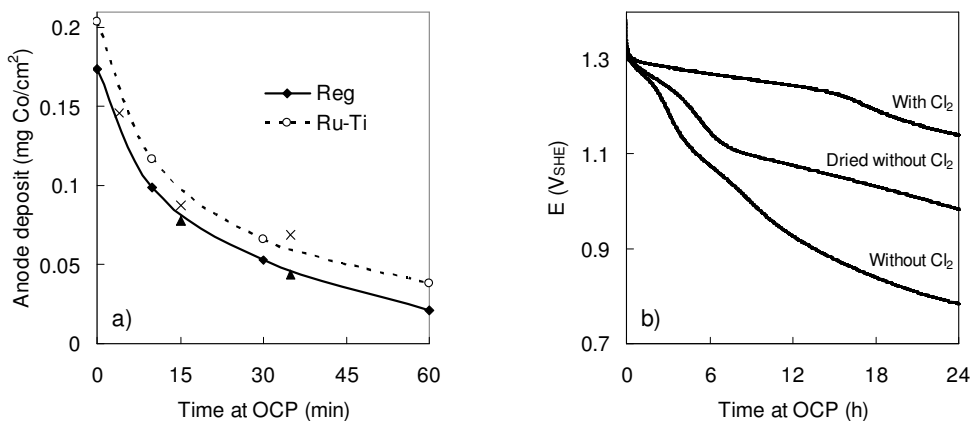 0.2
0.15
0.1
0.05
0
Anode deposit (mg Co/cm²)
Reg
Ru-Ti
a)
0 15 30 45 60
Time at OCP (min)
1.3
1.1
0.9
0.7
E (V_SHE)
With Cl₂
Dried without Cl₂
Without Cl₂
b)
0 6 12 18 24
Time at OCP (h)